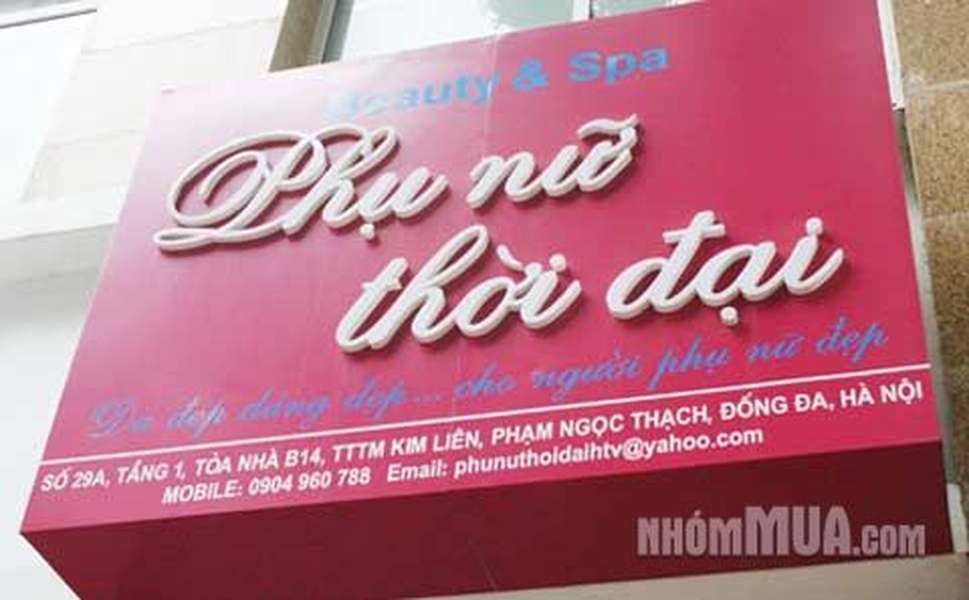 Beauty & Spa
Phụ nữ
thời đại
Da đẹp dáng đẹp... cho người phụ nữ đẹp
SỐ 29A, TẦNG 1, TÒA NHÀ B14, TTTM KIM LIÊN, PHẠM NGỌC THẠCH, ĐỐNG ĐA, HÀ NỘI
MOBILE: 0904 960 788 Email: phunuthoidaihtv@yahoo.com
NHÓMMUA.COM